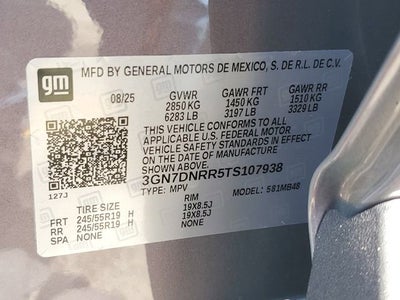 gm
MFD BY GENERAL MOTORS DE MEXICO, S. DE R.L. DE C.V.
08/25 GVWR GAWR FRT GAWR RR
2850 KG 1450 KG 1510 KG
6283 LB 3197 LB 3329 LB
THIS VEHICLE CONFORMS TO ALL
APPLICABLE U.S. FEDERAL MOTOR
VEHICLE SAFETY STANDARDS IN EFFECT
ON THE DATE OF MANUFACTURE
SHOWN ABOVE.
3GN7DNRR5TS107938
127J TYPE: MPV MODEL: 581MB48
TIRE SIZE RIM
FRT 245/55R19 H 19X8.5J
RR 245/55R19 H 19X8.5J
SPA NONE NONE